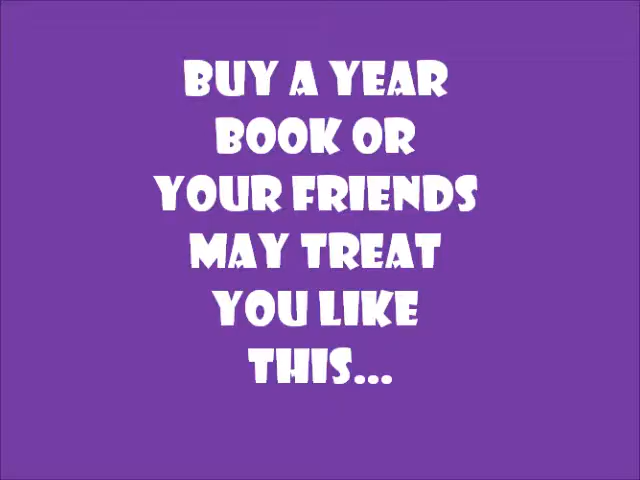 BUY A YEAR
BOOK OR
YOUR FRIENDS
MAY TREAT
YOU LIKE
THIS...